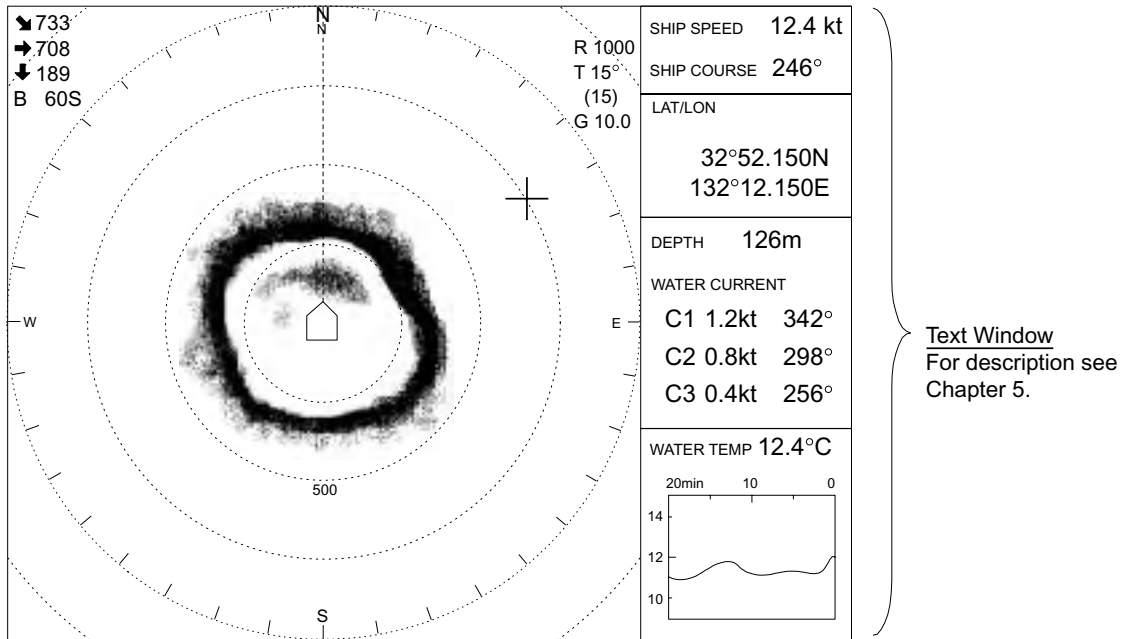 733
708
189
B 60S
N
N
R 1000
T 15°
(15)
G 10.0
W
E
500
S
SHIP SPEED 12.4 kt
SHIP COURSE 246°
LAT/LON
32°52.150N
132°12.150E
DEPTH 126m
WATER CURRENT
C1 1.2kt 342°
C2 0.8kt 298°
C3 0.4kt 256°
WATER TEMP 12.4°C
20min 10 0
14
12
10
Text Window
For description see
Chapter 5.